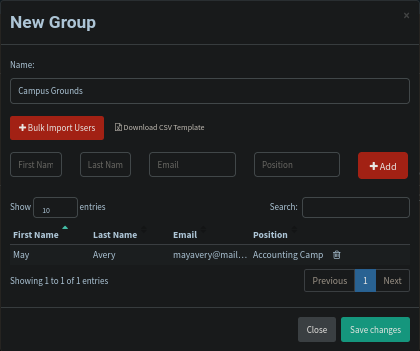 New Group ×
Name:
Campus Grounds
+ Bulk Import Users Download CSV Template
First Nam Last Nam Email Position + Add
Show 10 entries Search:
First Name Last Name Email Position
May Avery mayavery@mail... Accounting Camp
Showing 1 to 1 of 1 entries Previous 1 Next
Close Save changes